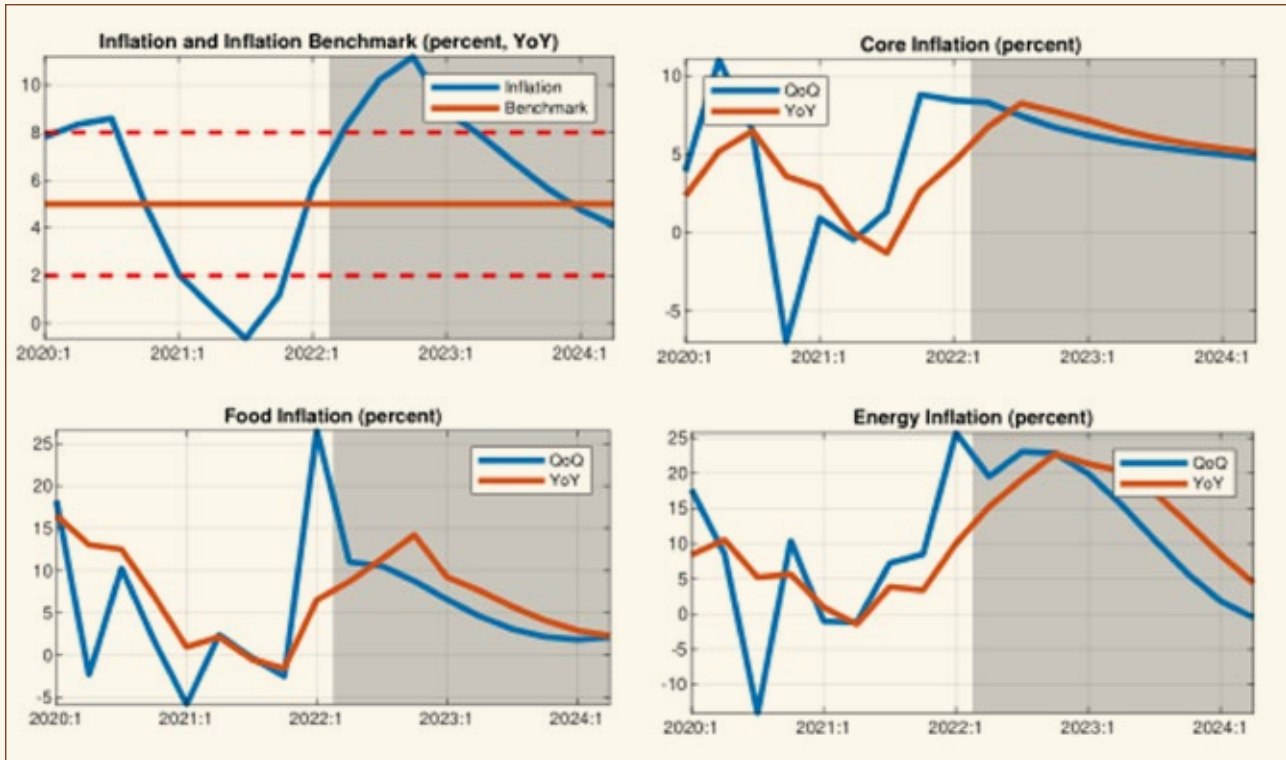 Inflation and Inflation Benchmark (percent, YoY)
10
8
6
4
2
0
Inflation
Benchmark
2020:1 2021:1 2022:1 2023:1 2024:1
Core Inflation (percent)
10
5
0
-5
QoQ
YoY
2020:1 2021:1 2022:1 2023:1 2024:1
Food Inflation (percent)
25
20
15
10
5
0
-5
QoQ
YoY
2020:1 2021:1 2022:1 2023:1 2024:1
Energy Inflation (percent)
25
20
15
10
5
0
-5
-10
QoQ
YoY
2020:1 2021:1 2022:1 2023:1 2024:1